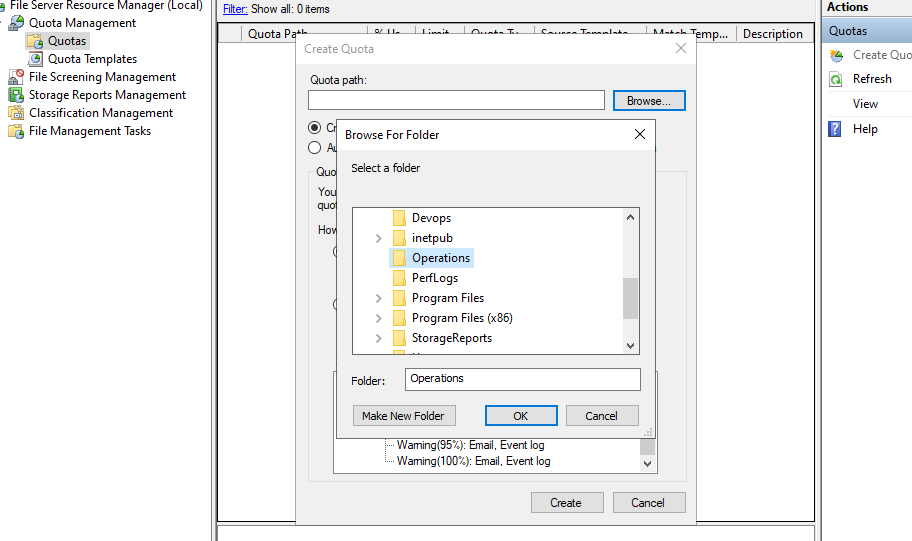 File Server Resource Manager (Local)
Quota Management
Quotas
Quota Templates
File Screening Management
Storage Reports Management
Classification Management
File Management Tasks
Filter: Show all: 0 items
Quota Path
% Us...
Limit
Quota Ty...
Source Template
Match Temp...
Description
Create Quota
Quota path:
Browse...
Cr
Au
Quo
You
quot
How
Browse For Folder
Select a folder
Devops
inetpub
Operations
PerfLogs
Program Files
Program Files (x86)
StorageReports
Folder:
Operations
Make New Folder
OK
Cancel
Warning(95%): Email, Event log
Warning(100%): Email, Event log
Create
Cancel
Actions
Quotas
Create Quo
Refresh
View
Help